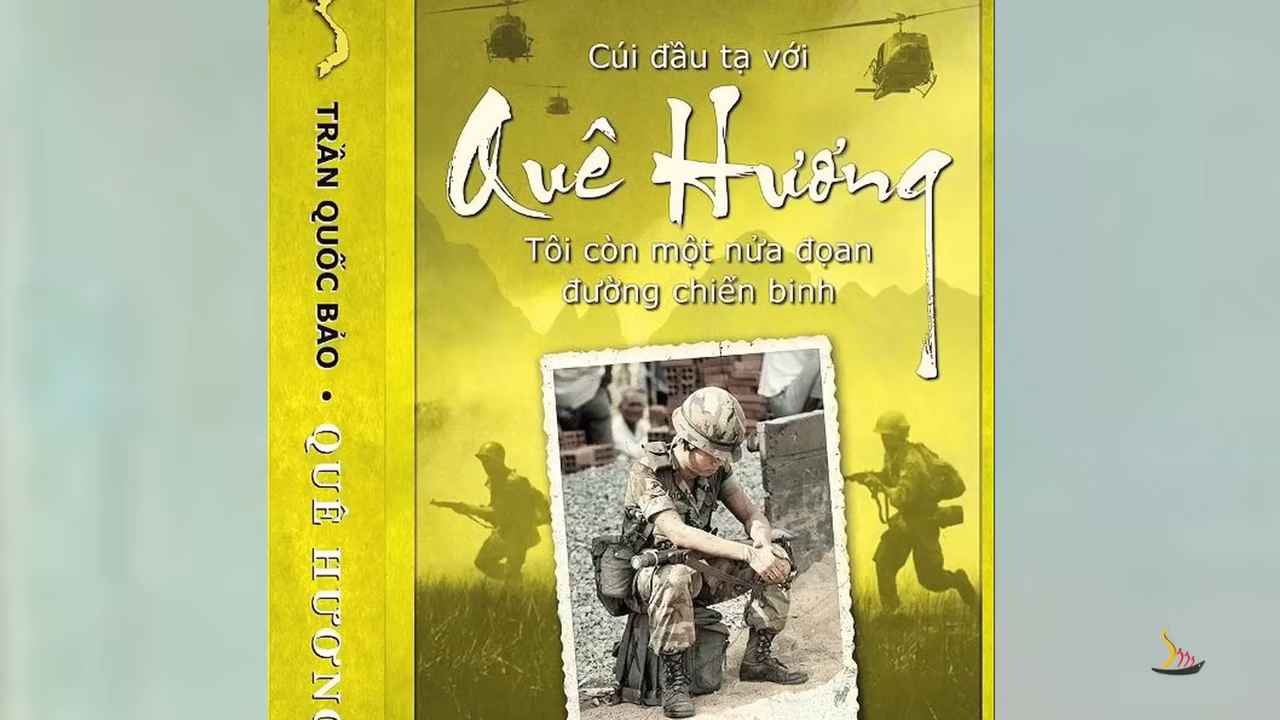 TRẦN QUỐC BẢO • QUÊ HƯƠNG
Cúi đầu tạ với
Quê Hương
Tôi còn một nửa đọan
đường chiến binh